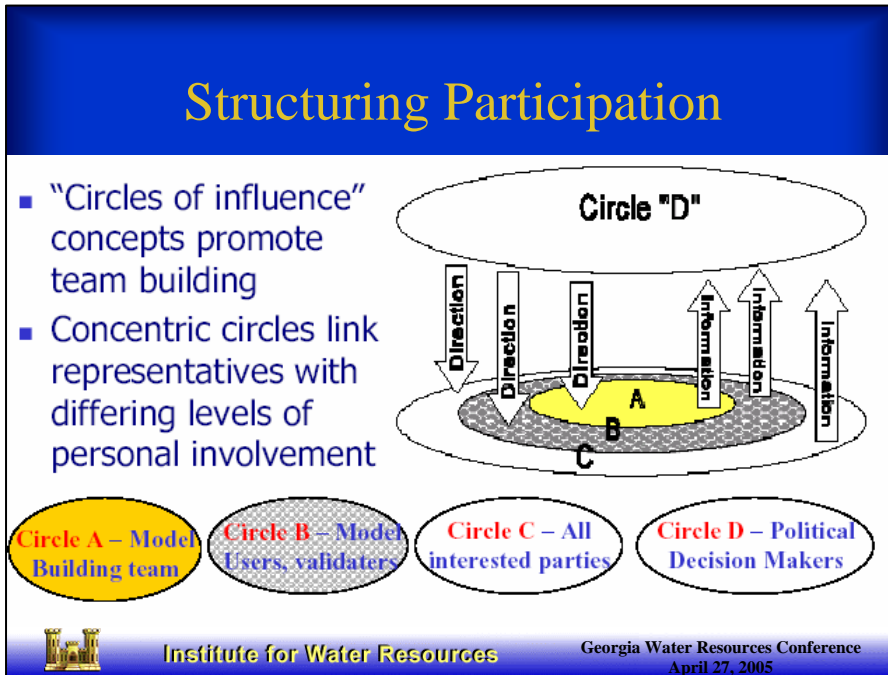 Structuring Participation
"Circles of influence"
concepts promote
team building
Concentric circles link
representatives with
differing levels of
personal involvement
Circle "D"
Direction
Direction
Direction
Information
Information
Information
A
B
C
Circle A – Model
Building team
Circle B – Model
Users, validaters
Circle C – All
interested parties
Circle D – Political
Decision Makers
Institute for Water Resources
Georgia Water Resources Conference
April 27, 2005